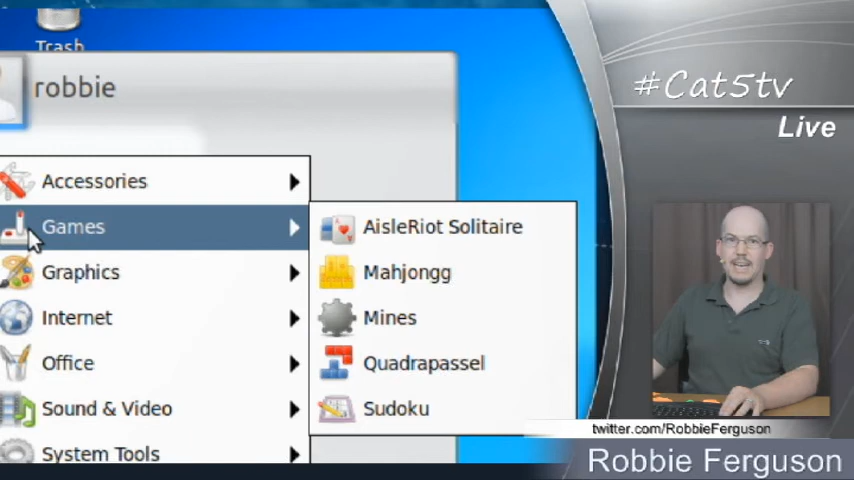 Trash
robbie
#Cat5tv
Live
Accessories
Games
Graphics
Internet
Office
Sound & Video
System Tools
AisleRiot Solitaire
Mahjongg
Mines
Quadrapassel
Sudoku
twitter.com/RobbieFerguson
Robbie Ferguson